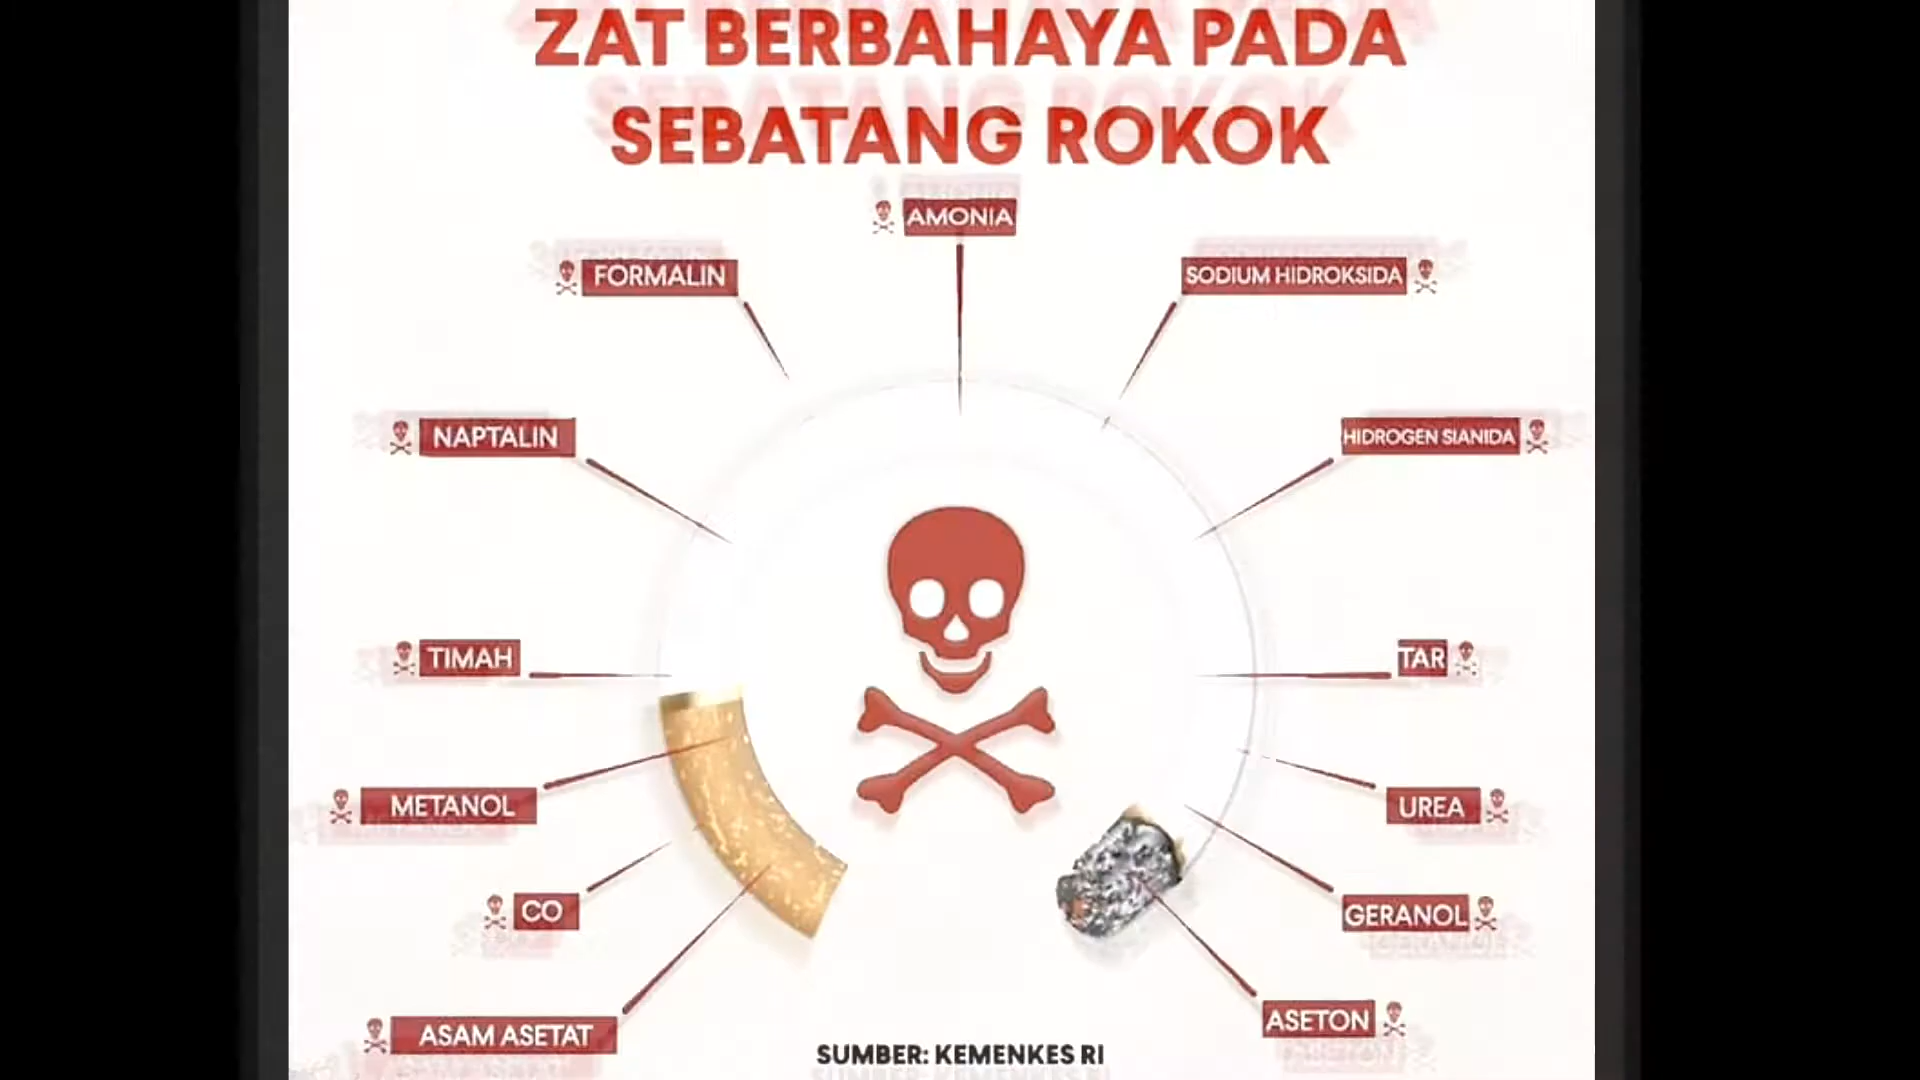 ZAT BERBAHAYA PADA
SEBATANG ROKOK
AMONIA
FORMALIN
SODIUM HIDROKSIDA
NAPTALIN
HIDROGEN SIANIDA
TIMAH
TAR
METANOL
UREA
CO
GERANOL
ASAM ASETAT
ASETON
SUMBER: KEMENKES RI